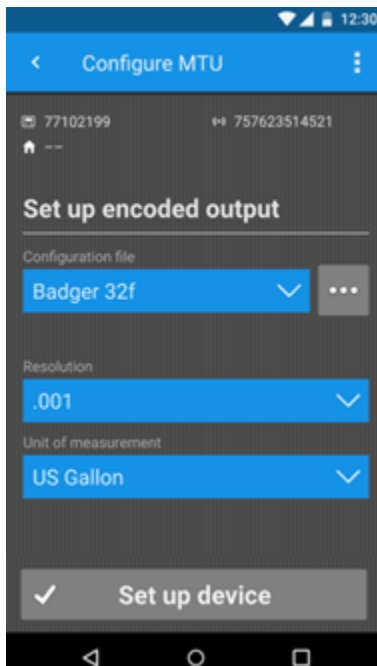 12:30
Configure MTU
77102199 757623514521
--
Set up encoded output
Configuration file
Badger 32f
Resolution
.001
Unit of measurement
US Gallon
Set up device